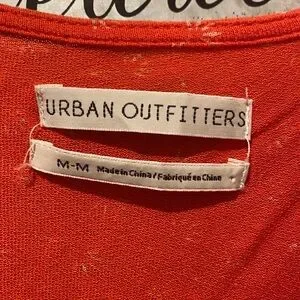 URBAN OUTFITTERS
M-M Made in China / Fabriqué en Chine